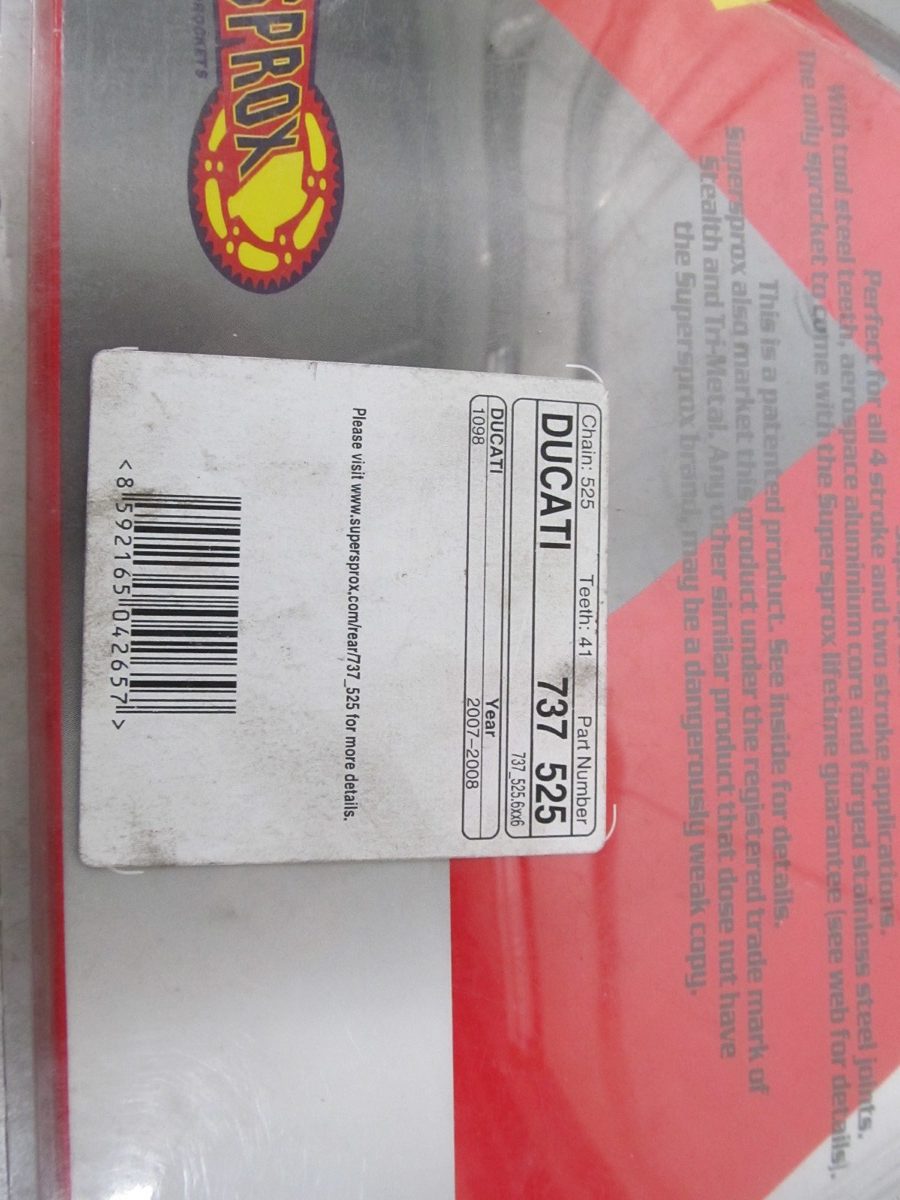 SPROX
ROCKETS
Perfect for all 4 stroke and two stroke applications.
With tool steel teeth, aerospace aluminium core and forged stainless steel joints.
The only sprocket to come with the Supersprox lifetime guarantee (see web for details).
This is a patented product. See inside for details.
Supersprox also market this product under the registered trade mark of
Stealth and Tri-Metal. Any other similar product that dose not have
the Supersprox brand, may be a dangerously weak copy.
Chain: 525 Teeth: 41 Part Number
DUCATI 737 525
737_525.6xx6
DUCATI Year
1098 2007-2008
Please visit www.supersprox.com/rear/737_525 for more details.
< 8 592165 042657 >